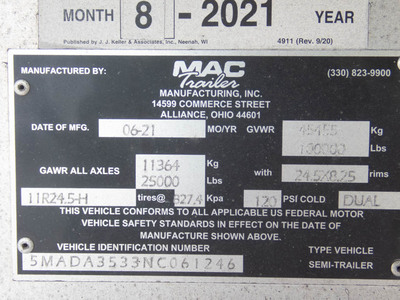 MONTH 8 - 2021 YEAR
Published by J. J. Keller & Associates, Inc., Neenah, WI 4911 (Rev. 9/20)
MANUFACTURED BY: MAC Trailer (330) 823-9900
MANUFACTURING, INC.
14599 COMMERCE STREET
ALLIANCE, OHIO 44601
DATE OF MFG. 06-21 MO/YR GVWR Kg
100000 Lbs
GAWR ALL AXLES 11364 Kg with 24.5X8.25 rims
25000 Lbs
11R24.5-H tires@ 827.4 Kpa 120 PSI COLD DUAL
THIS VEHICLE CONFORMS TO ALL APPLICABLE US FEDERAL MOTOR
VEHICLE SAFETY STANDARDS IN EFFECT ON THE DATE OF
MANUFACTURE SHOWN ABOVE.
VEHICLE IDENTIFICATION NUMBER TYPE VEHICLE
5MADA3533NC061246 SEMI-TRAILER